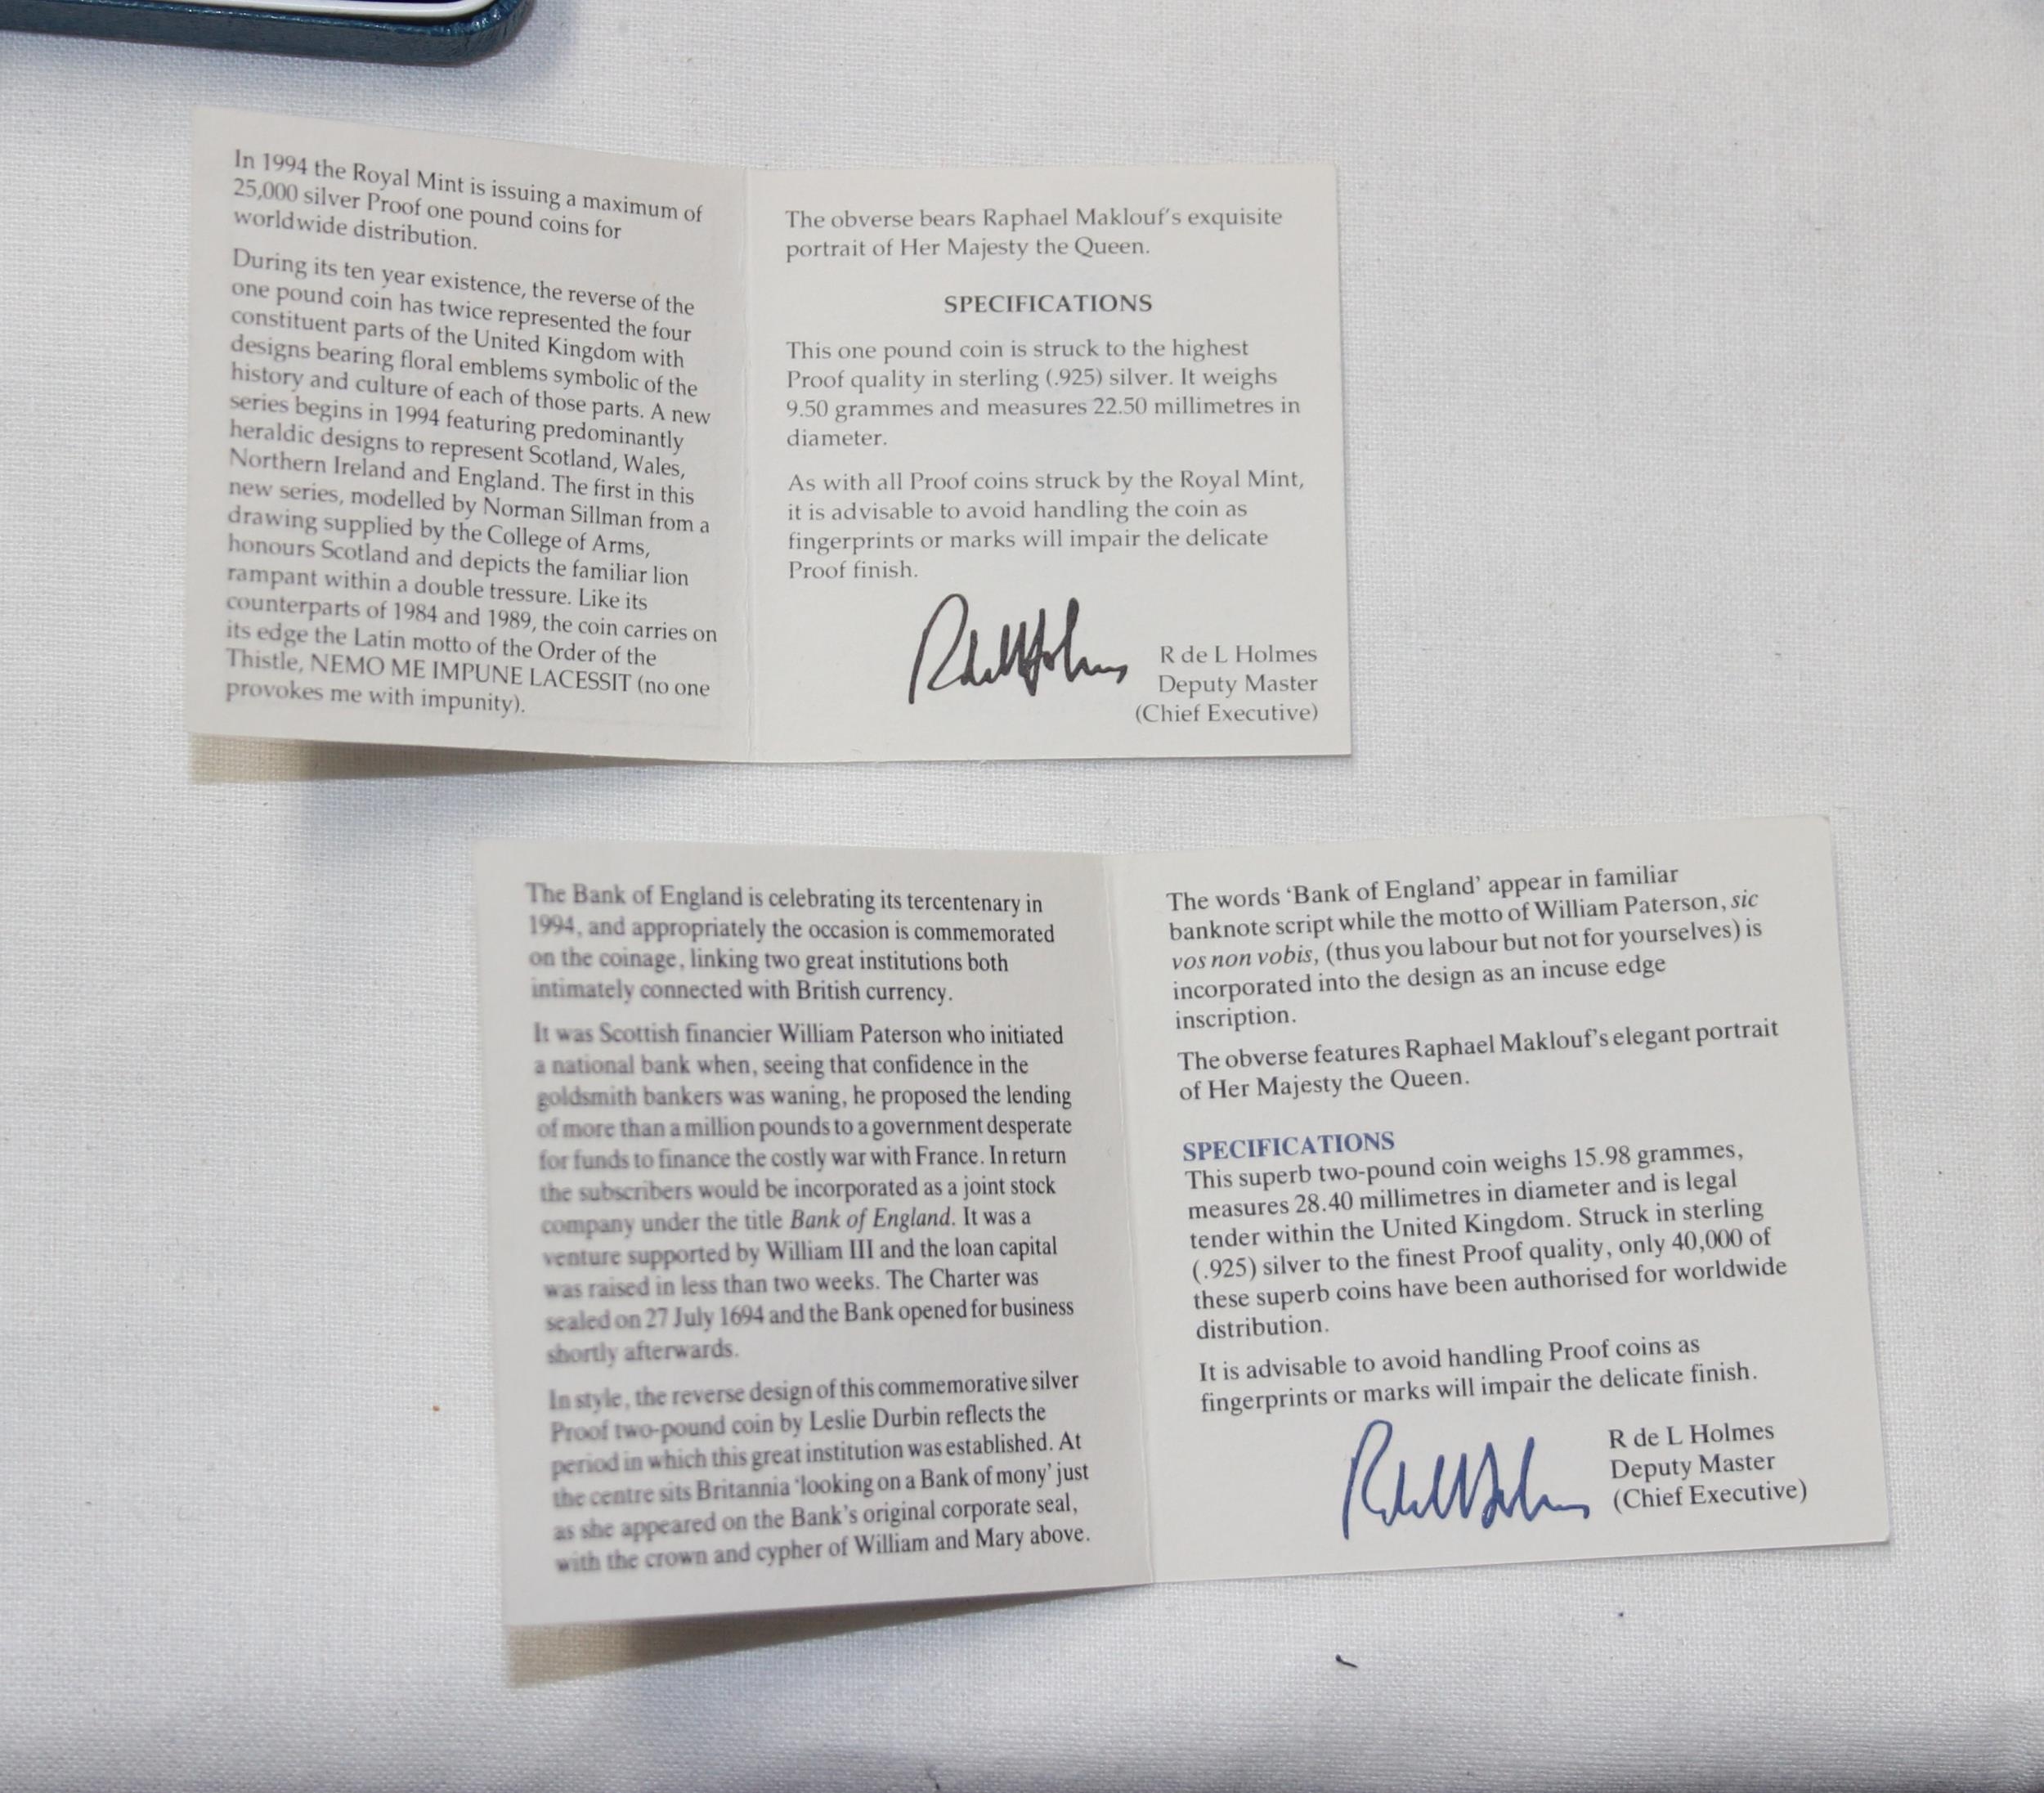 In 1994 the Royal Mint is issuing a maximum of
25,000 silver Proof one pound coins for
worldwide distribution.
During its ten year existence, the reverse of the
one pound coin has twice represented the four
constituent parts of the United Kingdom with
designs bearing floral emblems symbolic of the
history and culture of each of those parts. A new
series begins in 1994 featuring predominantly
heraldic designs to represent Scotland, Wales,
Northern Ireland and England. The first in this
new series, modelled by Norman Sillman from a
drawing supplied by the College of Arms,
honours Scotland and depicts the familiar lion
rampant within a double tressure. Like its
counterparts of 1984 and 1989, the coin carries on
its edge the Latin motto of the Order of the
Thistle, NEMO ME IMPUNE LACESSIT (no one
provokes me with impunity).
The obverse bears Raphael Maklouf's exquisite
portrait of Her Majesty the Queen.
SPECIFICATIONS
This one pound coin is struck to the highest
Proof quality in sterling (.925) silver. It weighs
9.50 grammes and measures 22.50 millimetres in
diameter.
As with all Proof coins struck by the Royal Mint,
it is advisable to avoid handling the coin as
fingerprints or marks will impair the delicate
Proof finish.
R de L Holmes
Deputy Master
(Chief Executive)
The Bank of England is celebrating its tercentenary in
1994, and appropriately the occasion is commemorated
on the coinage, linking two great institutions both
intimately connected with British currency.
It was Scottish financier William Paterson who initiated
a national bank when, seeing that confidence in the
goldsmith bankers was waning, he proposed the lending
of more than a million pounds to a government desperate
for funds to finance the costly war with France. In return
the subscribers would be incorporated as a joint stock
company under the title Bank of England. It was a
venture supported by William III and the loan capital
was raised in less than two weeks. The Charter was
sealed on 27 July 1694 and the Bank opened for business
shortly afterwards.
In style, the reverse design of this commemorative silver
Proof two-pound coin by Leslie Durbin reflects the
period in which this great institution was established. At
the centre sits Britannia 'looking on a Bank of mony' just
as she appeared on the Bank's original corporate seal,
with the crown and cypher of William and Mary above.
The words 'Bank of England' appear in familiar
banknote script while the motto of William Paterson, sic
vos non vobis, (thus you labour but not for yourselves) is
incorporated into the design as an incuse edge
inscription.
The obverse features Raphael Maklouf's elegant portrait
of Her Majesty the Queen.
SPECIFICATIONS
This superb two-pound coin weighs 15.98 grammes,
measures 28.40 millimetres in diameter and is legal
tender within the United Kingdom. Struck in sterling
(.925) silver to the finest Proof quality, only 40,000 of
these superb coins have been authorised for worldwide
distribution.
It is advisable to avoid handling Proof coins as
fingerprints or marks will impair the delicate finish.
R de L Holmes
Deputy Master
(Chief Executive)